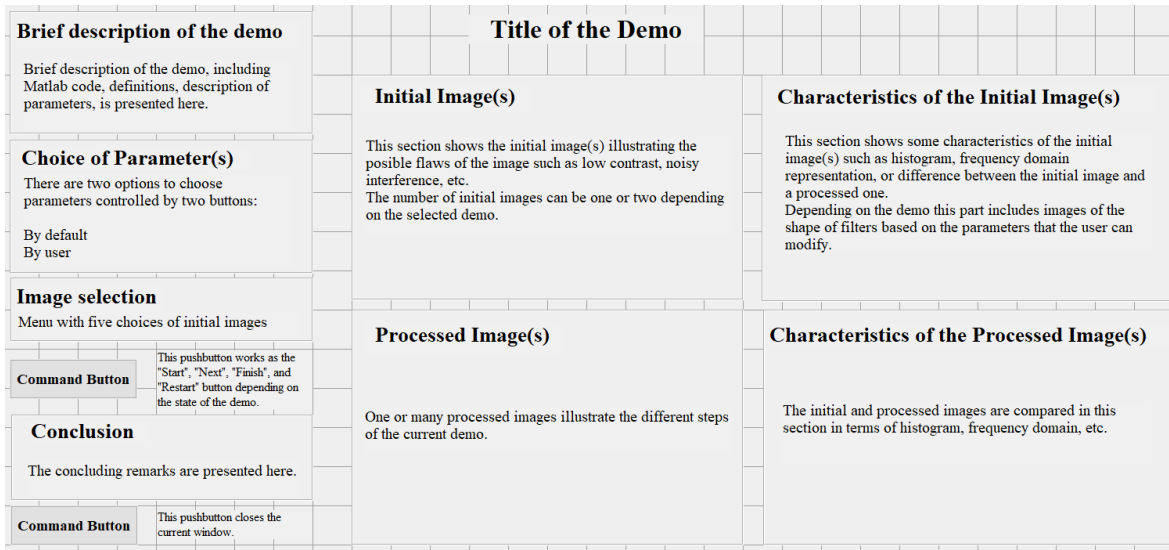 Title of the Demo
Brief description of the demo
Brief description of the demo, including
Matlab code, definitions, description of
parameters, is presented here.
Choice of Parameter(s)
There are two options to choose
parameters controlled by two buttons:
By default
By user
Image selection
Menu with five choices of initial images
Command Button
This pushbutton works as the
"Start", "Next", "Finish", and
"Restart" button depending on
the state of the demo.
Conclusion
The concluding remarks are presented here.
Command Button
This pushbutton closes the
current window.
Initial Image(s)
This section shows the initial image(s) illustrating the
posible flaws of the image such as low contrast, noisy
interference, etc.
The number of initial images can be one or two depending
on the selected demo.
Characteristics of the Initial Image(s)
This section shows some characteristics of the initial
image(s) such as histogram, frequency domain
representation, or difference between the initial image and
a processed one.
Depending on the demo this part includes images of the
shape of filters based on the parameters that the user can
modify.
Processed Image(s)
One or many processed images illustrate the different steps
of the current demo.
Characteristics of the Processed Image(s)
The initial and processed images are compared in this
section in terms of histogram, frequency domain, etc.